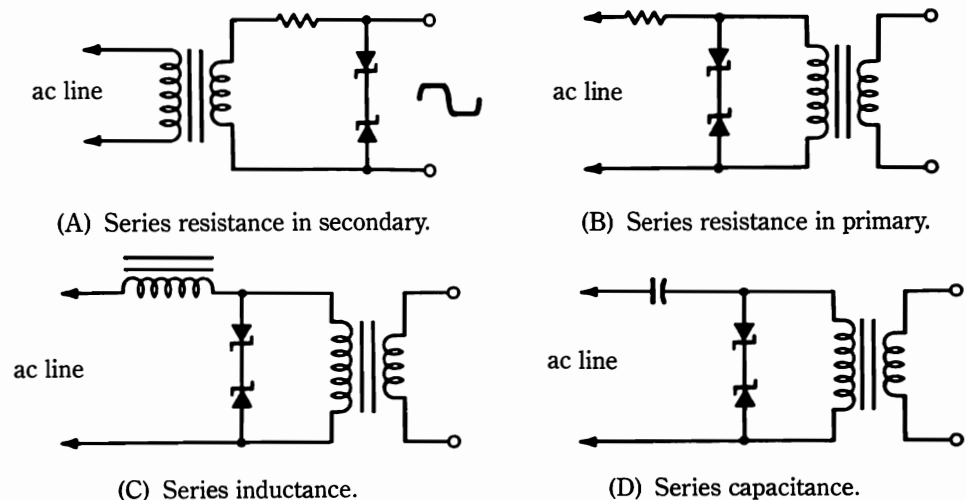 ac line
(A) Series resistance in secondary.
ac line
(B) Series resistance in primary.
ac line
(C) Series inductance.
ac line
(D) Series capacitance.